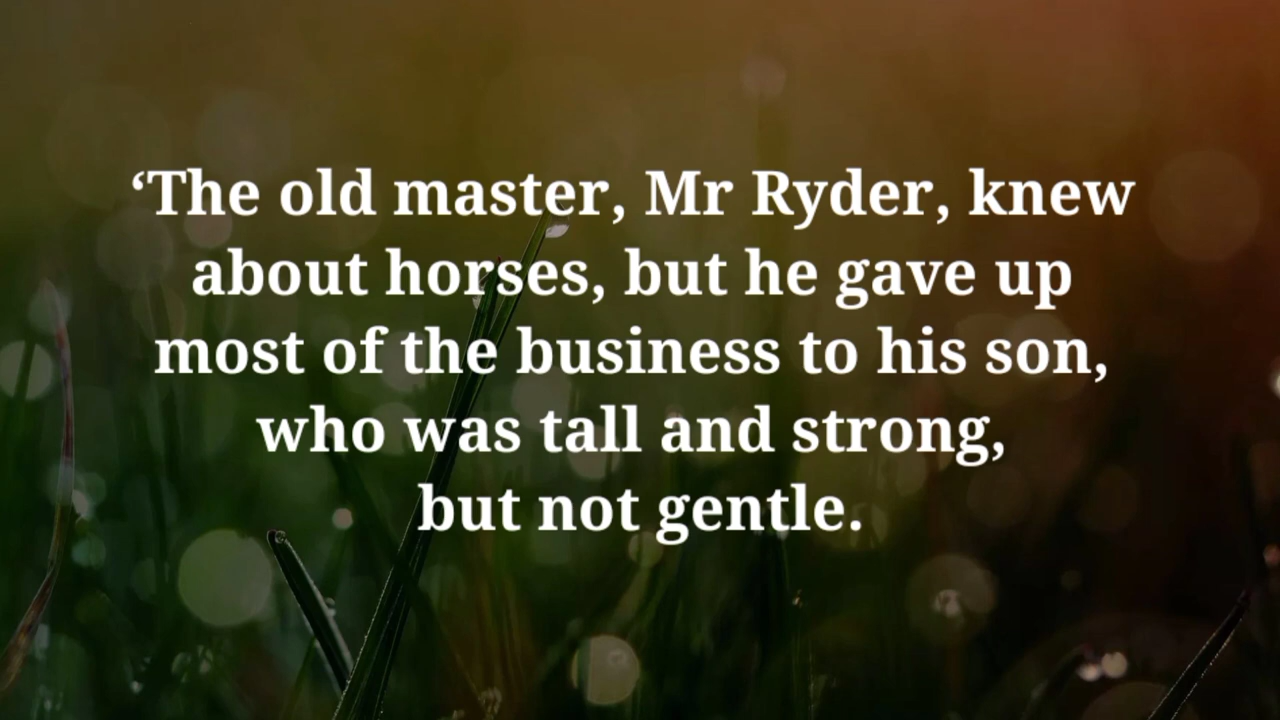 ‘The old master, Mr Ryder, knew
about horses, but he gave up
most of the business to his son,
who was tall and strong,
but not gentle.